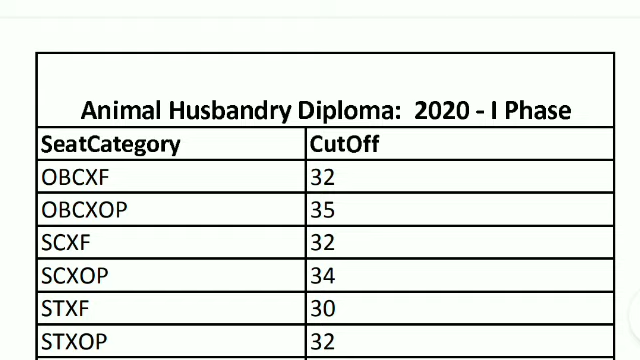 Animal Husbandry Diploma:  2020 - I Phase
SeatCategory CutOff
OBCXF 32
OBCXOP 35
SCXF 32
SCXOP 34
STXF 30
STXOP 32